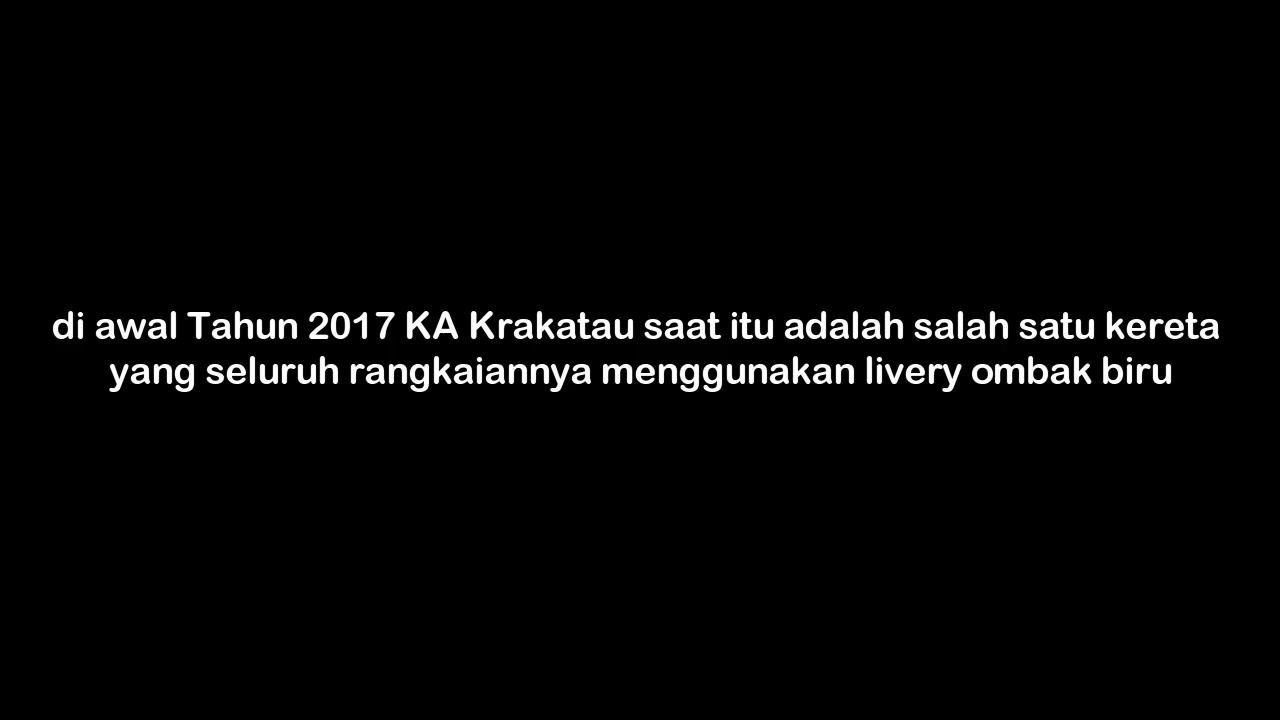 di awal Tahun 2017 KA Krakatau saat itu adalah salah satu kereta
yang seluruh rangkaiannya menggunakan livery ombak biru